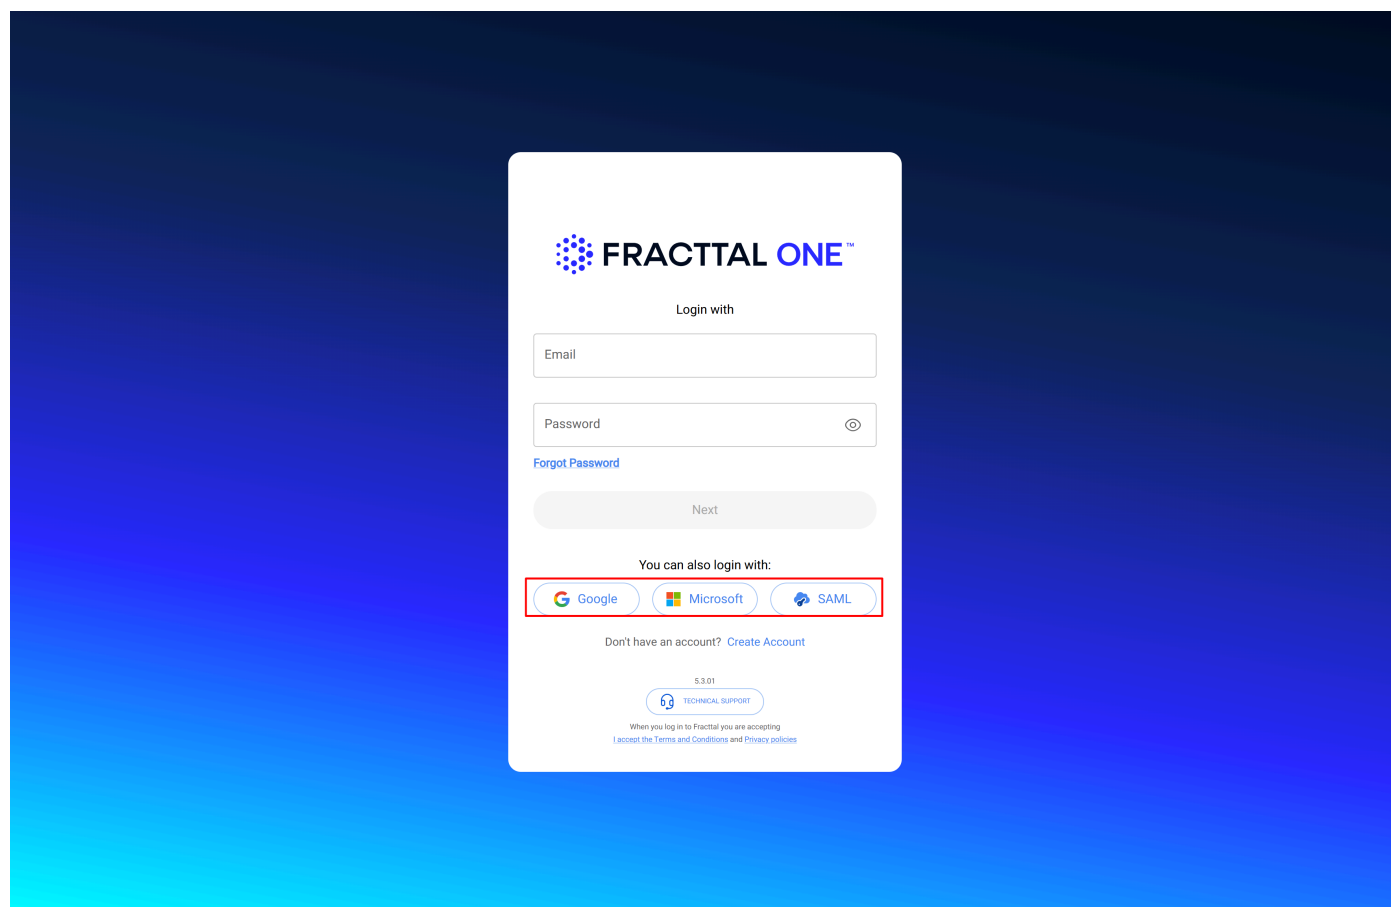 FRACTTAL ONE™
Login with
Email
Password
Forgot Password
Next
You can also login with:
Google Microsoft SAML
Don't have an account? Create Account
5.3.01
TECHNICAL SUPPORT
When you log in to Fracttal you are accepting
I accept the Terms and Conditions and Privacy policies